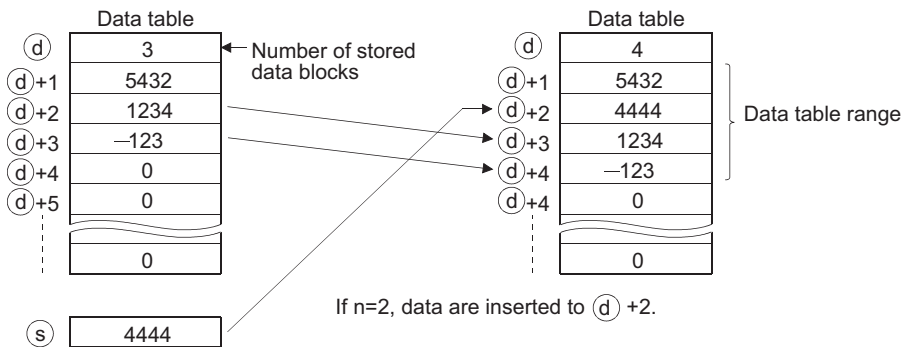 Data table
d 3
d+1 5432
d+2 1234
d+3 —123
d+4 0
d+5 0
0
Number of stored
data blocks
Data table
d 4
d+1 5432
d+2 4444
d+3 1234
d+4 —123
d+4 0
0
Data table range
If n=2, data are inserted to d +2.
s 4444